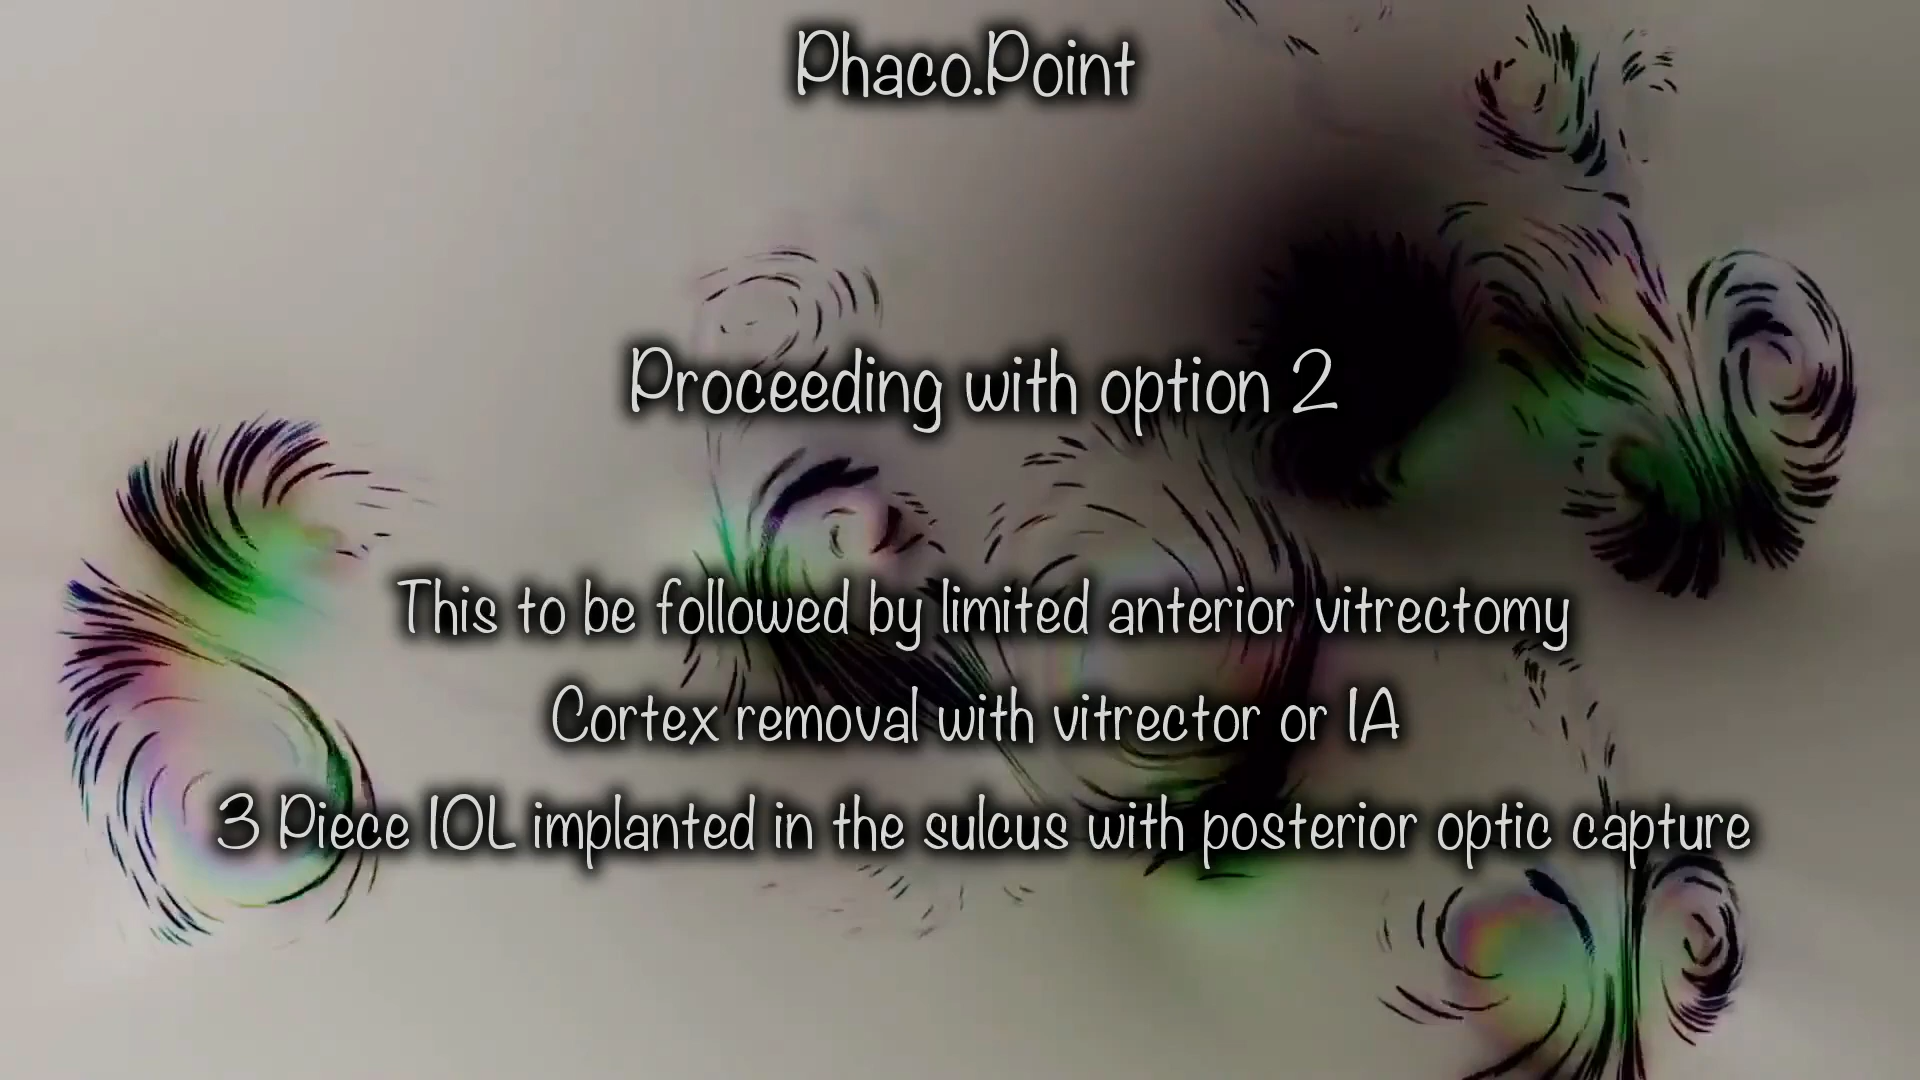 Phaco.Point
Proceeding with option 2
This to be followed by limited anterior vitrectomy
Cortex removal with vitrector or IA
3 Piece IOL implanted in the sulcus with posterior optic capture